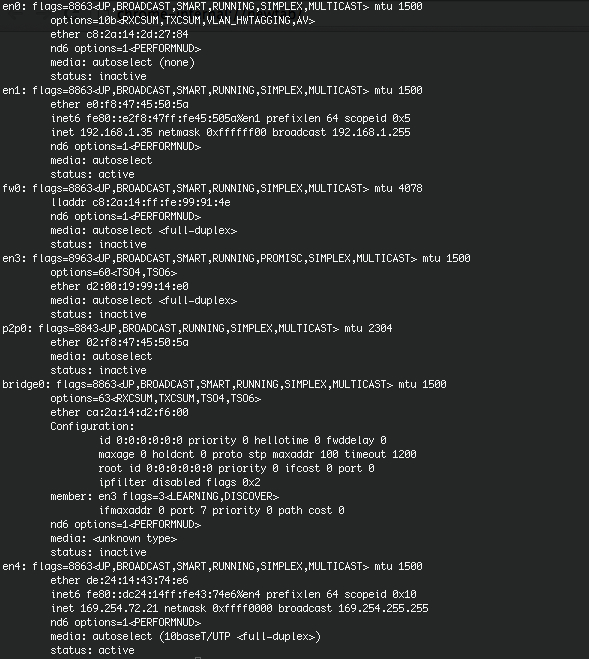 en0: flags=8863<UP,BROADCAST,SMART,RUNNING,SIMPLEX,MULTICAST> mtu 1500
options=10b<RXCSUM,TXCSUM,VLAN_HWTAGGING,AV>
ether c8:2a:14:2d:27:84
nd6 options=1<PERFORMNUD>
media: autoselect (none)
status: inactive
en1: flags=8863<UP,BROADCAST,SMART,RUNNING,SIMPLEX,MULTICAST> mtu 1500
ether e0:f8:47:45:50:5a
inet6 fe80::e2f8:47ff:fe45:505a%en1 prefixlen 64 scopeid 0x5
inet 192.168.1.35 netmask 0xffffff00 broadcast 192.168.1.255
nd6 options=1<PERFORMNUD>
media: autoselect
status: active
fw0: flags=8863<UP,BROADCAST,SMART,RUNNING,SIMPLEX,MULTICAST> mtu 4078
lladdr c8:2a:14:ff:fe:99:91:4e
nd6 options=1<PERFORMNUD>
media: autoselect <full-duplex>
status: inactive
en3: flags=8963<UP,BROADCAST,SMART,RUNNING,PROMISC,SIMPLEX,MULTICAST> mtu 1500
options=60<TSO4,TSO6>
ether d2:00:19:99:14:e0
media: autoselect <full-duplex>
status: inactive
p2p0: flags=8843<UP,BROADCAST,RUNNING,SIMPLEX,MULTICAST> mtu 2304
ether 02:f8:47:45:50:5a
media: autoselect
status: inactive
bridge0: flags=8863<UP,BROADCAST,SMART,RUNNING,SIMPLEX,MULTICAST> mtu 1500
options=63<RXCSUM,TXCSUM,TSO4,TSO6>
ether ca:2a:14:d2:f6:00
Configuration:
id 0:0:0:0:0:0 priority 0 hellotime 0 fwddelay 0
maxage 0 holdcnt 0 proto stp maxaddr 100 timeout 1200
root id 0:0:0:0:0:0 priority 0 ifcost 0 port 0
ipfilter disabled flags 0x2
member: en3 flags=3<LEARNING,DISCOVER>
ifmaxaddr 0 port 7 priority 0 path cost 0
nd6 options=1<PERFORMNUD>
media: <unknown type>
status: inactive
en4: flags=8863<UP,BROADCAST,SMART,RUNNING,SIMPLEX,MULTICAST> mtu 1500
ether de:24:14:43:74:e6
inet6 fe80::dc24:14ff:fe43:74e6%en4 prefixlen 64 scopeid 0x10
inet 169.254.72.21 netmask 0xffff0000 broadcast 169.254.255.255
nd6 options=1<PERFORMNUD>
media: autoselect (10baseT/UTP <full-duplex>)
status: active